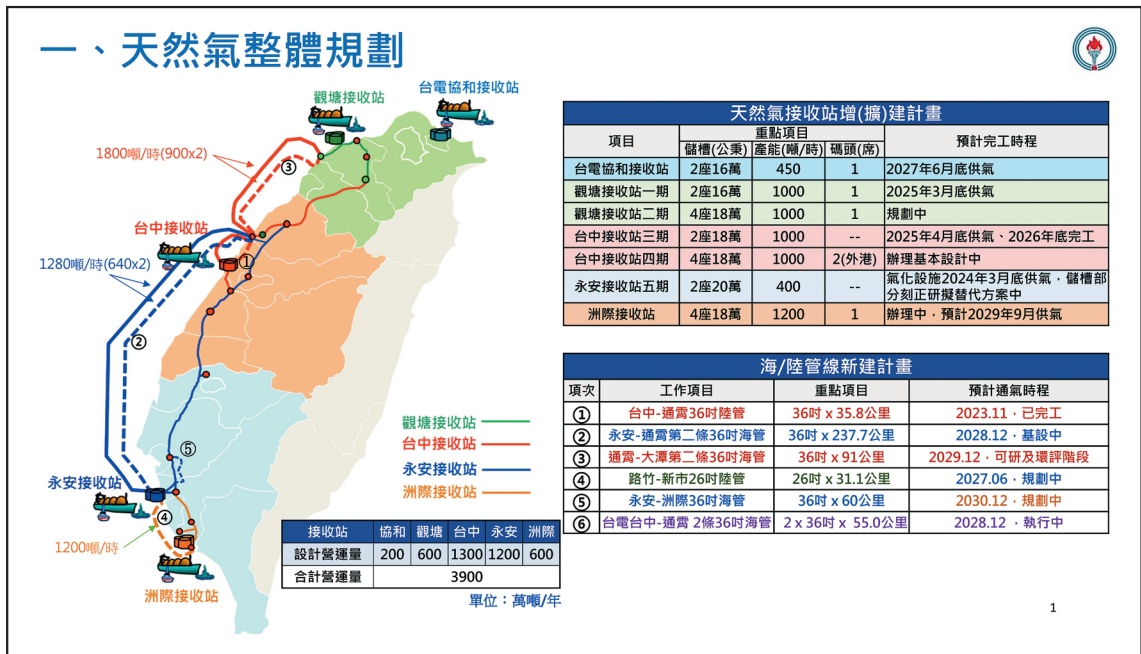 一、天然氣整體規劃
觀塘接收站
台電協和接收站
1800噸/時(900x2)
③
台中接收站
①
1280噸/時(640x2)
②
⑤
永安接收站
④
1200噸/時
洲際接收站
觀塘接收站
台中接收站
永安接收站
洲際接收站
接收站 協和 觀塘 台中 永安 洲際
設計營運量 200 600 1300 1200 600
合計營運量 3900
單位：萬噸/年
天然氣接收站增(擴)建計畫
項目 重點項目 預計完工時程
儲槽(公秉) 產能(噸/時) 碼頭(席)
台電協和接收站 2座16萬 450 1 2027年6月底供氣
觀塘接收站一期 2座16萬 1000 1 2025年3月底供氣
觀塘接收站二期 4座18萬 1000 1 規劃中
台中接收站三期 2座18萬 1000 -- 2025年4月底供氣、2026年底完工
台中接收站四期 4座18萬 1000 2(外港) 辦理基本設計中
永安接收站五期 2座20萬 400 -- 氣化設施2024年3月底供氣，儲槽部
分刻正研擬替代方案中
洲際接收站 4座18萬 1200 1 辦理中，預計2029年9月供氣
海/陸管線新建計畫
項次 工作項目 重點項目 預計通氣時程
① 台中-通霄36吋陸管 36吋 x 35.8公里 2023.11，已完工
② 永安-通霄第二條36吋海管 36吋 x 237.7公里 2028.12，基設中
③ 通霄-大潭第二條36吋海管 36吋 x 91公里 2029.12，可研及環評階段
④ 路竹-新市26吋陸管 26吋 x 31.1公里 2027.06，規劃中
⑤ 永安-洲際36吋海管 36吋 x 60公里 2030.12，規劃中
⑥ 台電台中-通霄 2條36吋海管 2 x 36吋 x 55.0公里 2028.12，執行中
1